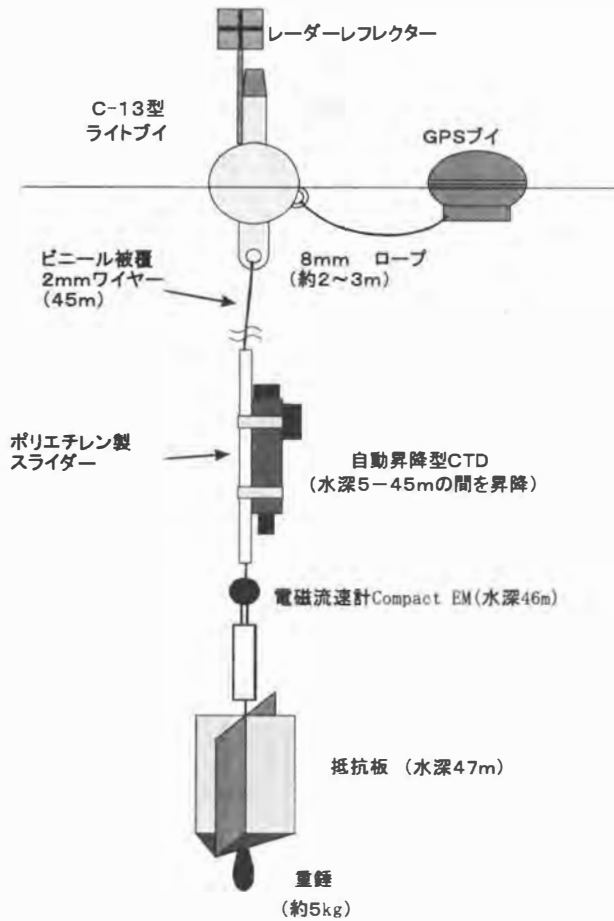 レーダーレフレクター
C-13型
ライトブイ
GPSブイ
ビニール被覆
2mmワイヤー
(45m)
8mm ロープ
(約2～3m)
ポリエチレン製
スライダー
自動昇降型CTD
(水深5－45mの間を昇降)
電磁流速計Compact EM(水深46m)
抵抗板 (水深47m)
重錘
(約5kg)